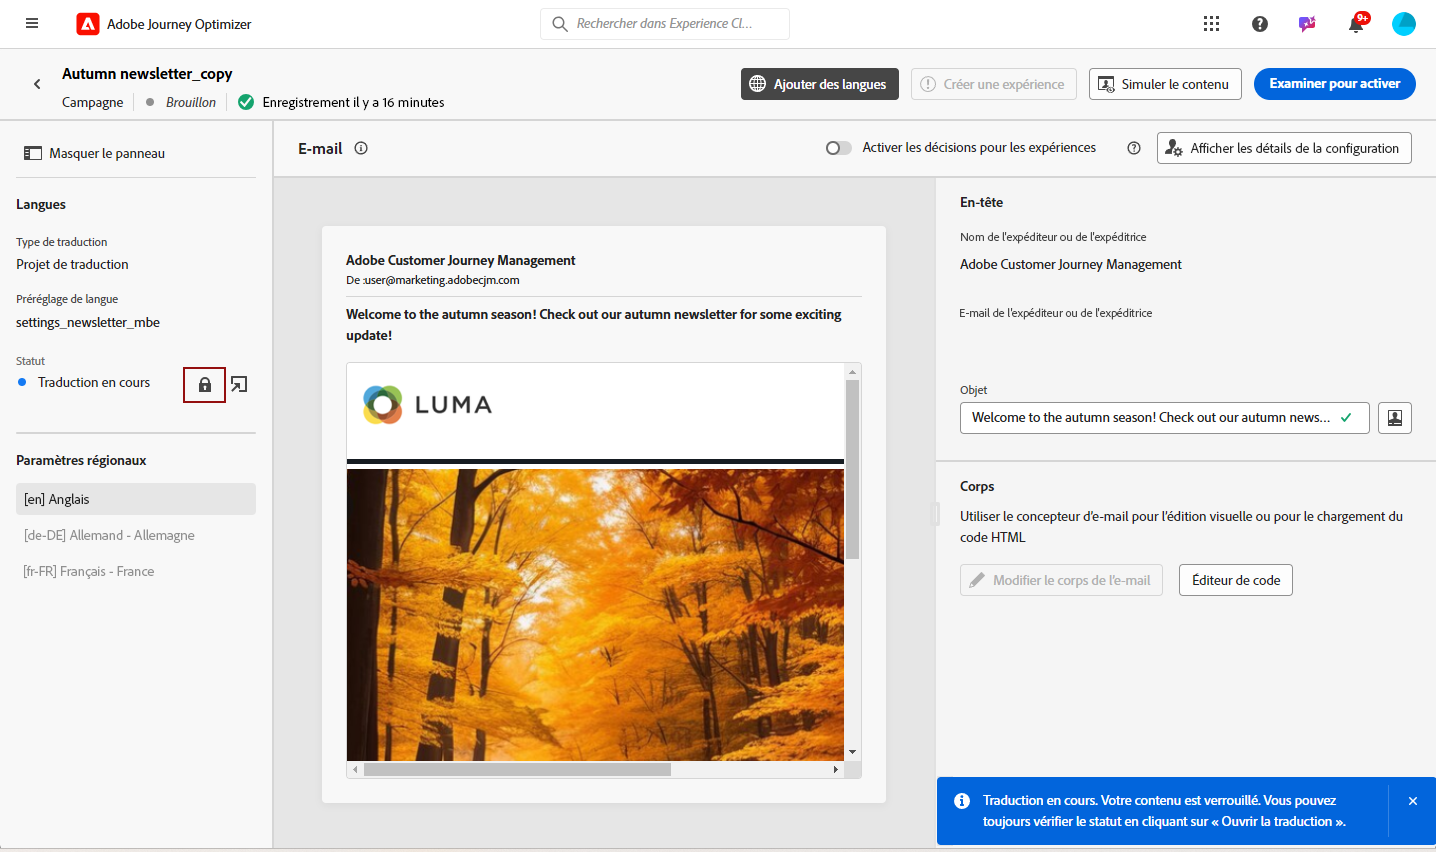 Adobe Journey Optimizer
Rechercher dans Experience Cl...
9+
Autumn newsletter_copy
Campagne
Brouillon
Enregistrement il y a 16 minutes
Ajouter des langues
Créer une expérience
Simuler le contenu
Examiner pour activer
Masquer le panneau
E-mail
Activer les décisions pour les expériences
Afficher les détails de la configuration
Langues
Type de traduction
Projet de traduction
Préréglage de langue
settings_newsletter_mbe
Statut
Traduction en cours
Paramètres régionaux
[en] Anglais
[de-DE] Allemand - Allemagne
[fr-FR] Français - France
Adobe Customer Journey Management
De :user@marketing.adobecjm.com
Welcome to the autumn season! Check out our autumn newsletter for some exciting
update!
LUMA
En-tête
Nom de l'expéditeur ou de l'expéditrice
Adobe Customer Journey Management
E-mail de l'expéditeur ou de l'expéditrice
Objet
Welcome to the autumn season! Check out our autumn news...
Corps
Utiliser le concepteur d'e-mail pour l'édition visuelle ou pour le chargement du
code HTML
Modifier le corps de l'e-mail
Éditeur de code
Traduction en cours. Votre contenu est verrouillé. Vous pouvez
toujours vérifier le statut en cliquant sur « Ouvrir la traduction ».